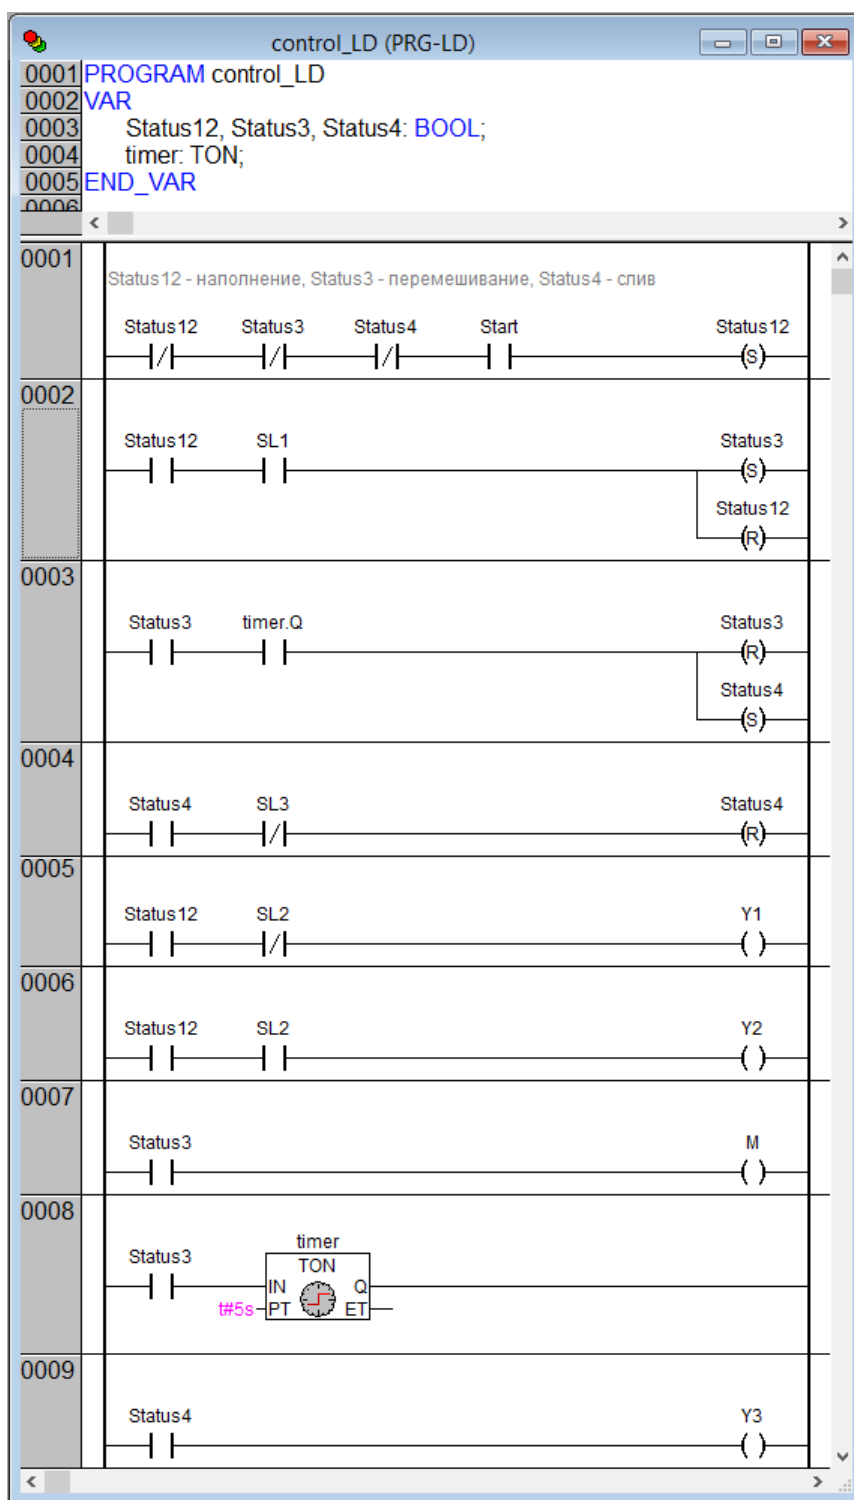 control_LD (PRG-LD)
0001 PROGRAM control_LD
0002 VAR
0003 Status12, Status3, Status4: BOOL;
0004 timer: TON;
0005 END_VAR
0006
0001
Status12 - наполнение, Status3 - перемешивание, Status4 - слив
Status12 Status3 Status4 Start Status12
(S)
0002
Status12 SL1 Status3
(S)
Status12
(R)
0003
Status3 timer.Q Status3
(R)
Status4
(S)
0004
Status4 SL3 Status4
(R)
0005
Status12 SL2 Y1
0006
Status12 SL2 Y2
0007
Status3 M
0008
timer
Status3 TON
IN Q
t#5s PT ET
0009
Status4 Y3